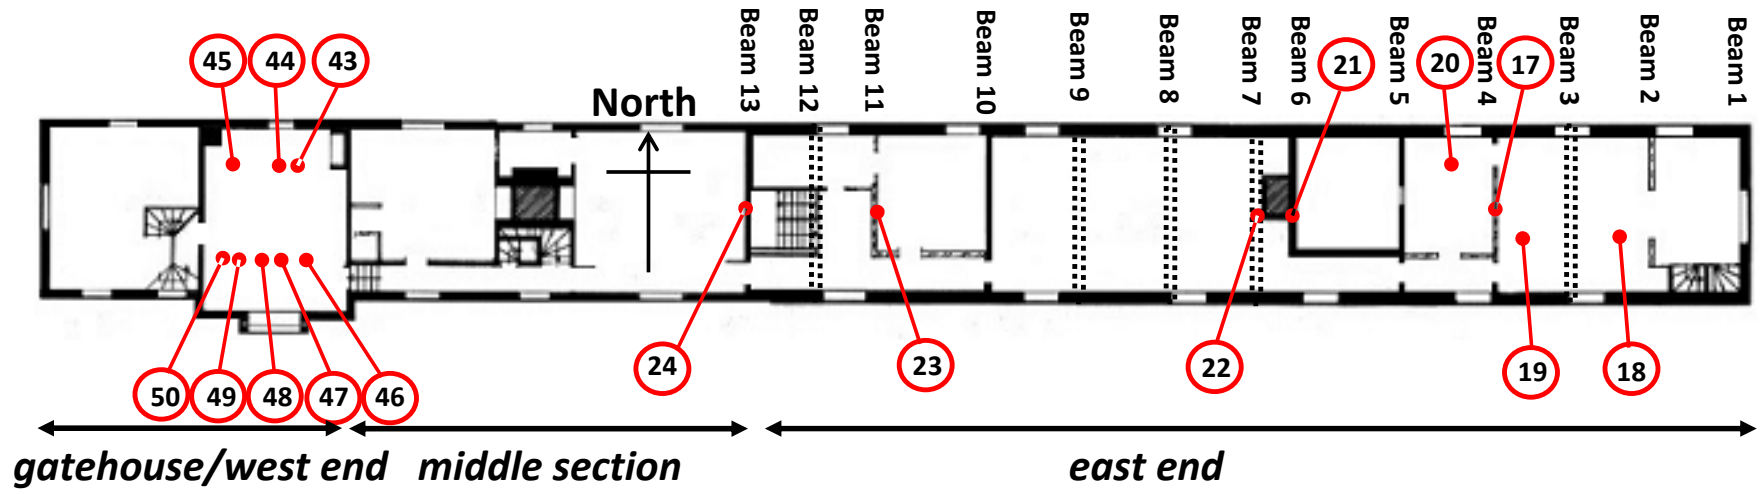 Beam 13
Beam 12
Beam 11
Beam 10
Beam 9
Beam 8
Beam 7
Beam 6
Beam 5
Beam 4
Beam 3
Beam 2
Beam 1
45
44
43
21
20
17
North
50
49
48
47
46
24
23
22
19
18
gatehouse/west end
middle section
east end